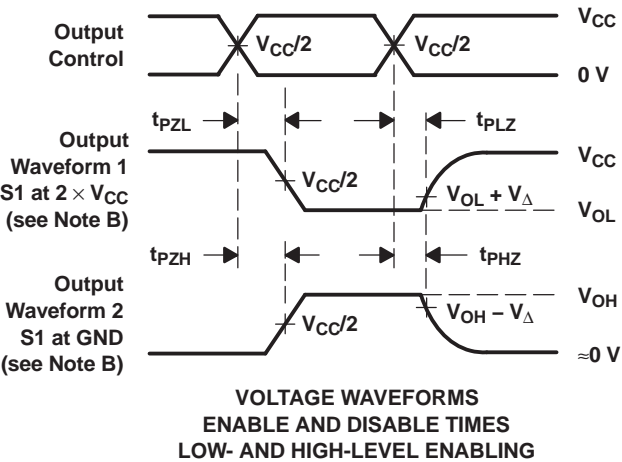 Output
Control
VCC/2
VCC/2
VCC
0 V
tPZL
tPLZ
Output
Waveform 1
S1 at 2 × VCC
(see Note B)
VCC/2
VCC
VOL + VΔ
VOL
tPZH
tPHZ
Output
Waveform 2
S1 at GND
(see Note B)
VCC/2
VOH
VOH − VΔ
≈0 V
VOLTAGE WAVEFORMS
ENABLE AND DISABLE TIMES
LOW- AND HIGH-LEVEL ENABLING